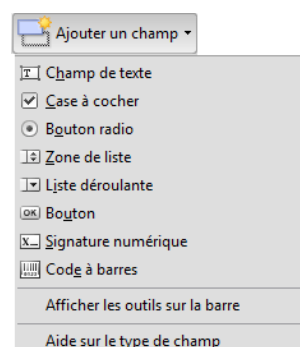 Ajouter un champ
Champ de texte
Case à cocher
Bouton radio
Zone de liste
Liste déroulante
OK Bouton
Signature numérique
Code à barres
Afficher les outils sur la barre
Aide sur le type de champ